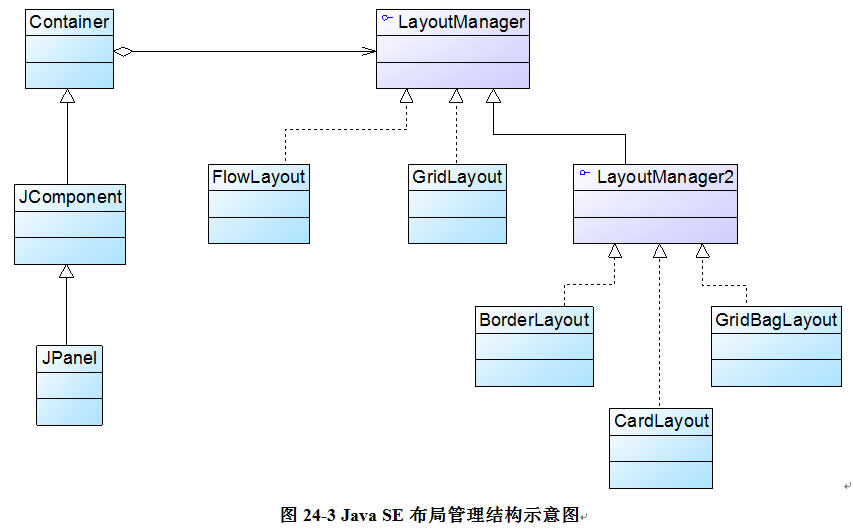 Container
LayoutManager
FlowLayout
GridLayout
LayoutManager2
JComponent
BorderLayout
GridBagLayout
JPanel
CardLayout
图 24-3 Java SE 布局管理结构示意图